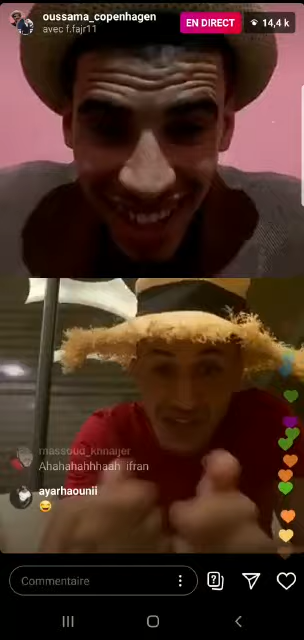 oussama_copenhagen
avec f.fajr11
EN DIRECT
14,4 k
massoud_khnaijer
Ahahahahhhaah ifran
ayarhaounii
Commentaire